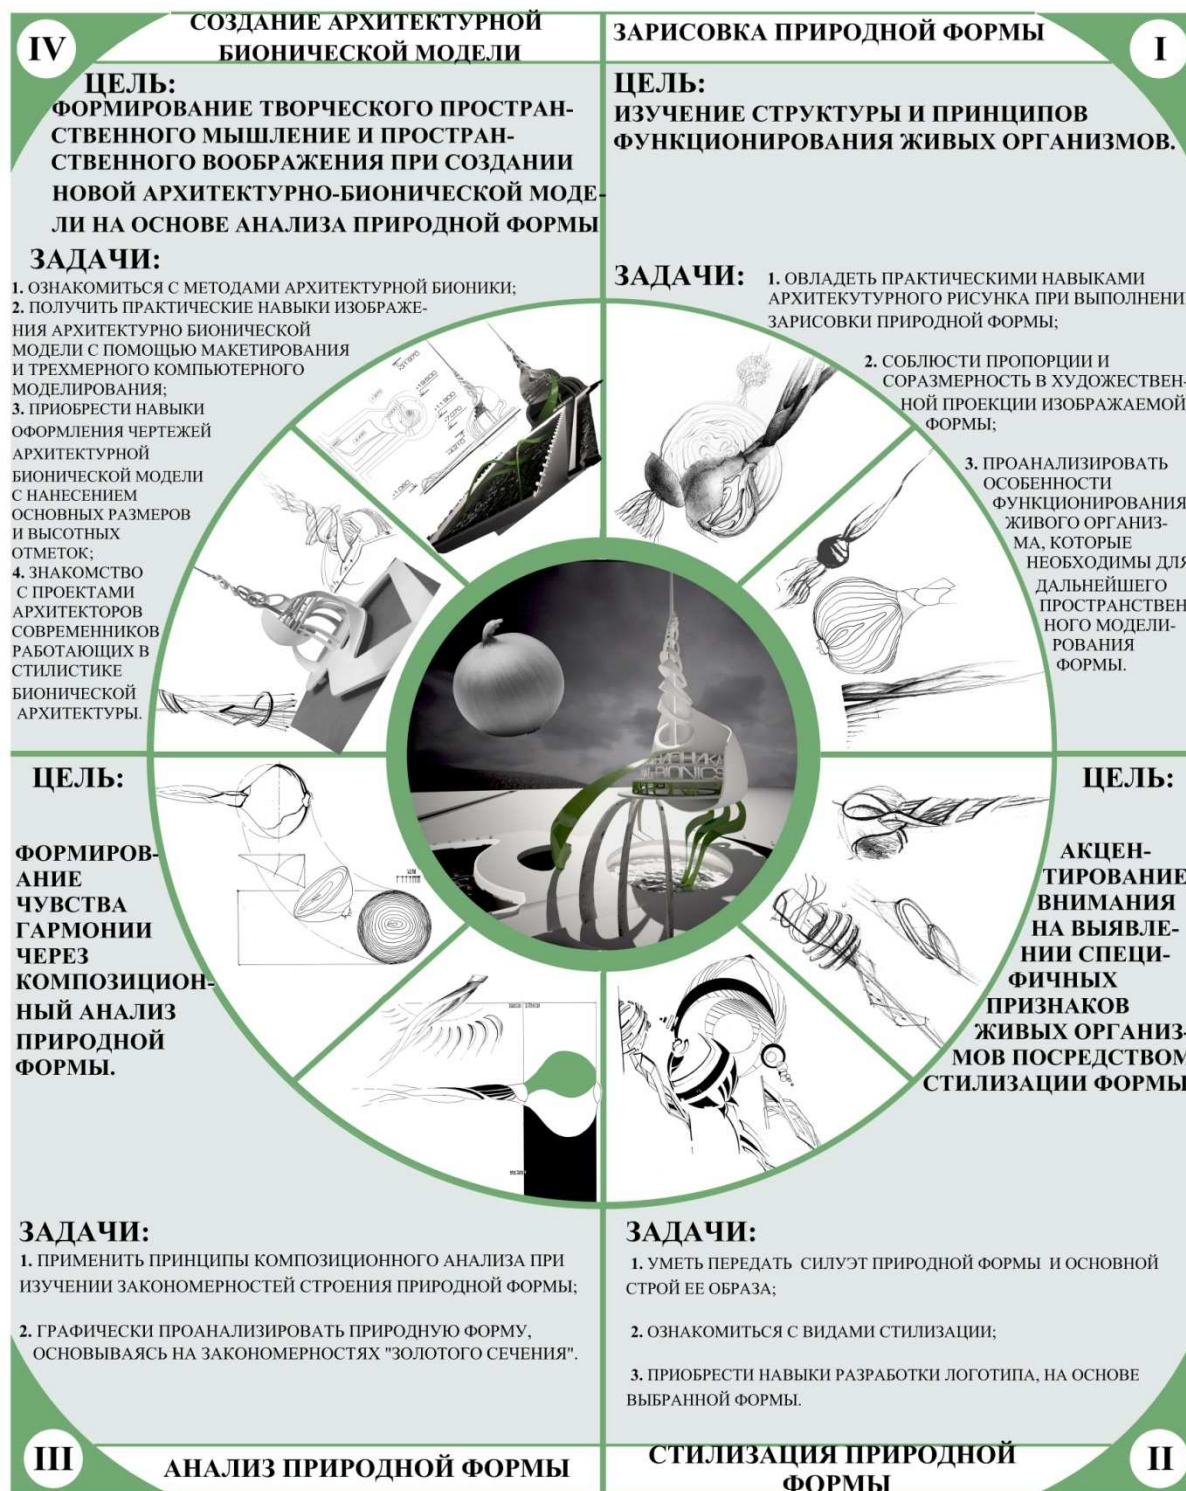 IV
СОЗДАНИЕ АРХИТЕКТУРНОЙ
БИОНИЧЕСКОЙ МОДЕЛИ
ЦЕЛЬ:
ФОРМИРОВАНИЕ ТВОРЧЕСКОГО ПРОСТРАН-
СТВЕННОГО МЫШЛЕНИЕ И ПРОСТРАН-
СТВЕННОГО ВООБРАЖЕНИЯ ПРИ СОЗДАНИИ
НОВОЙ АРХИТЕКТУРНО-БИОНИЧЕСКОЙ МОДЕ-
ЛИ НА ОСНОВЕ АНАЛИЗА ПРИРОДНОЙ ФОРМЫ
ЗАДАЧИ:
1. ОЗНАКОМИТЬСЯ С МЕТОДАМИ АРХИТЕКТУРНОЙ БИОНИКИ;
2. ПОЛУЧИТЬ ПРАКТИЧЕСКИЕ НАВЫКИ ИЗОБРАЖЕ-
НИЯ АРХИТЕКТУРНО БИОНИЧЕСКОЙ
МОДЕЛИ С ПОМОЩЬЮ МАКЕТИРОВАНИЯ
И ТРЕХМЕРНОГО КОМПЬЮТЕРНОГО
МОДЕЛИРОВАНИЯ;
3. ПРИОБРЕСТИ НАВЫКИ
ОФОРМЛЕНИЯ ЧЕРТЕЖЕЙ
АРХИТЕКТУРНОЙ
БИОНИЧЕСКОЙ МОДЕЛИ
С НАНЕСЕНИЕМ
ОСНОВНЫХ РАЗМЕРОВ
И ВЫСОТНЫХ
ОТМЕТОК;
4. ЗНАКОМСТВО
С ПРОЕКТАМИ
АРХИТЕКТОРОВ
СОВРЕМЕННИКОВ
РАБОТАЮЩИХ В
СТИЛИСТИКЕ
БИОНИЧЕСКОЙ
АРХИТЕКТУРЫ.
ЗАРИСОВКА ПРИРОДНОЙ ФОРМЫ
I
ЦЕЛЬ:
ИЗУЧЕНИЕ СТРУКТУРЫ И ПРИНЦИПОВ
ФУНКЦИОНИРОВАНИЯ ЖИВЫХ ОРГАНИЗМОВ.
ЗАДАЧИ:
1. ОВЛАДЕТЬ ПРАКТИЧЕСКИМИ НАВЫКАМИ
АРХИТЕКУТУРНОГО РИСУНКА ПРИ ВЫПОЛНЕНИ
ЗАРИСОВКИ ПРИРОДНОЙ ФОРМЫ;
2. СОБЛЮСТИ ПРОПОРЦИИ И
СОРАЗМЕРНОСТЬ В ХУДОЖЕСТВЕН-
НОЙ ПРОЕКЦИИ ИЗОБРАЖАЕМОЙ
ФОРМЫ;
3. ПРОАНАЛИЗИРОВАТЬ
ОСОБЕННОСТИ
ФУНКЦИОНИРОВАНИЯ
ЖИВОГО ОРГАНИЗ-
МА, КОТОРЫЕ
НЕОБХОДИМЫ ДЛЯ
ДАЛЬНЕЙШЕГО
ПРОСТРАНСТВЕН
НОГО МОДЕЛИ-
РОВАНИЯ
ФОРМЫ.
БИОНИКА
BIONICS
ЦЕЛЬ:
ФОРМИРОВ-
АНИЕ
ЧУВСТВА
ГАРМОНИИ
ЧЕРЕЗ
КОМПОЗИЦИОН-
НЫЙ АНАЛИЗ
ПРИРОДНОЙ
ФОРМЫ.
ЗАДАЧИ:
1. ПРИМЕНИТЬ ПРИНЦИПЫ КОМПОЗИЦИОННОГО АНАЛИЗА ПРИ
ИЗУЧЕНИИ ЗАКОНОМЕРНОСТЕЙ СТРОЕНИЯ ПРИРОДНОЙ ФОРМЫ;
2. ГРАФИЧЕСКИ ПРОАНАЛИЗИРОВАТЬ ПРИРОДНУЮ ФОРМУ,
ОСНОВЫВАЯСЬ НА ЗАКОНОМЕРНОСТЯХ "ЗОЛОТОГО СЕЧЕНИЯ".
III
АНАЛИЗ ПРИРОДНОЙ ФОРМЫ
ЦЕЛЬ:
АКЦЕН-
ТИРОВАНИЕ
ВНИМАНИЯ
НА ВЫЯВЛЕ-
НИИ СПЕЦИ-
ФИЧНЫХ
ПРИЗНАКОВ
ЖИВЫХ ОРГАНИЗ-
МОВ ПОСРЕДСТВОМ
СТИЛИЗАЦИИ ФОРМЫ
ЗАДАЧИ:
1. УМЕТЬ ПЕРЕДАТЬ СИЛУЭТ ПРИРОДНОЙ ФОРМЫ И ОСНОВНОЙ
СТРОЙ ЕЕ ОБРАЗА;
2. ОЗНАКОМИТЬСЯ С ВИДАМИ СТИЛИЗАЦИИ;
3. ПРИОБРЕСТИ НАВЫКИ РАЗРАБОТКИ ЛОГОТИПА, НА ОСНОВЕ
ВЫБРАННОЙ ФОРМЫ.
СТИЛИЗАЦИЯ ПРИРОДНОЙ
ФОРМЫ
II